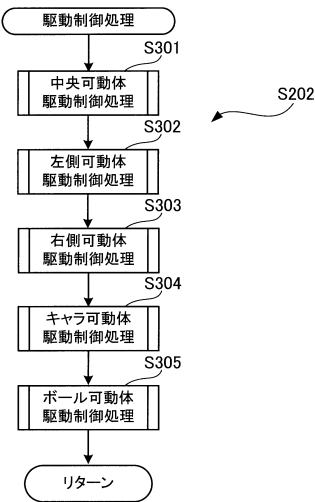 駆動制御処理
S301
中央可動体
駆動制御処理
S202
S302
左側可動体
駆動制御処理
S303
右側可動体
駆動制御処理
S304
キャラ可動体
駆動制御処理
S305
ボール可動体
駆動制御処理
リターン